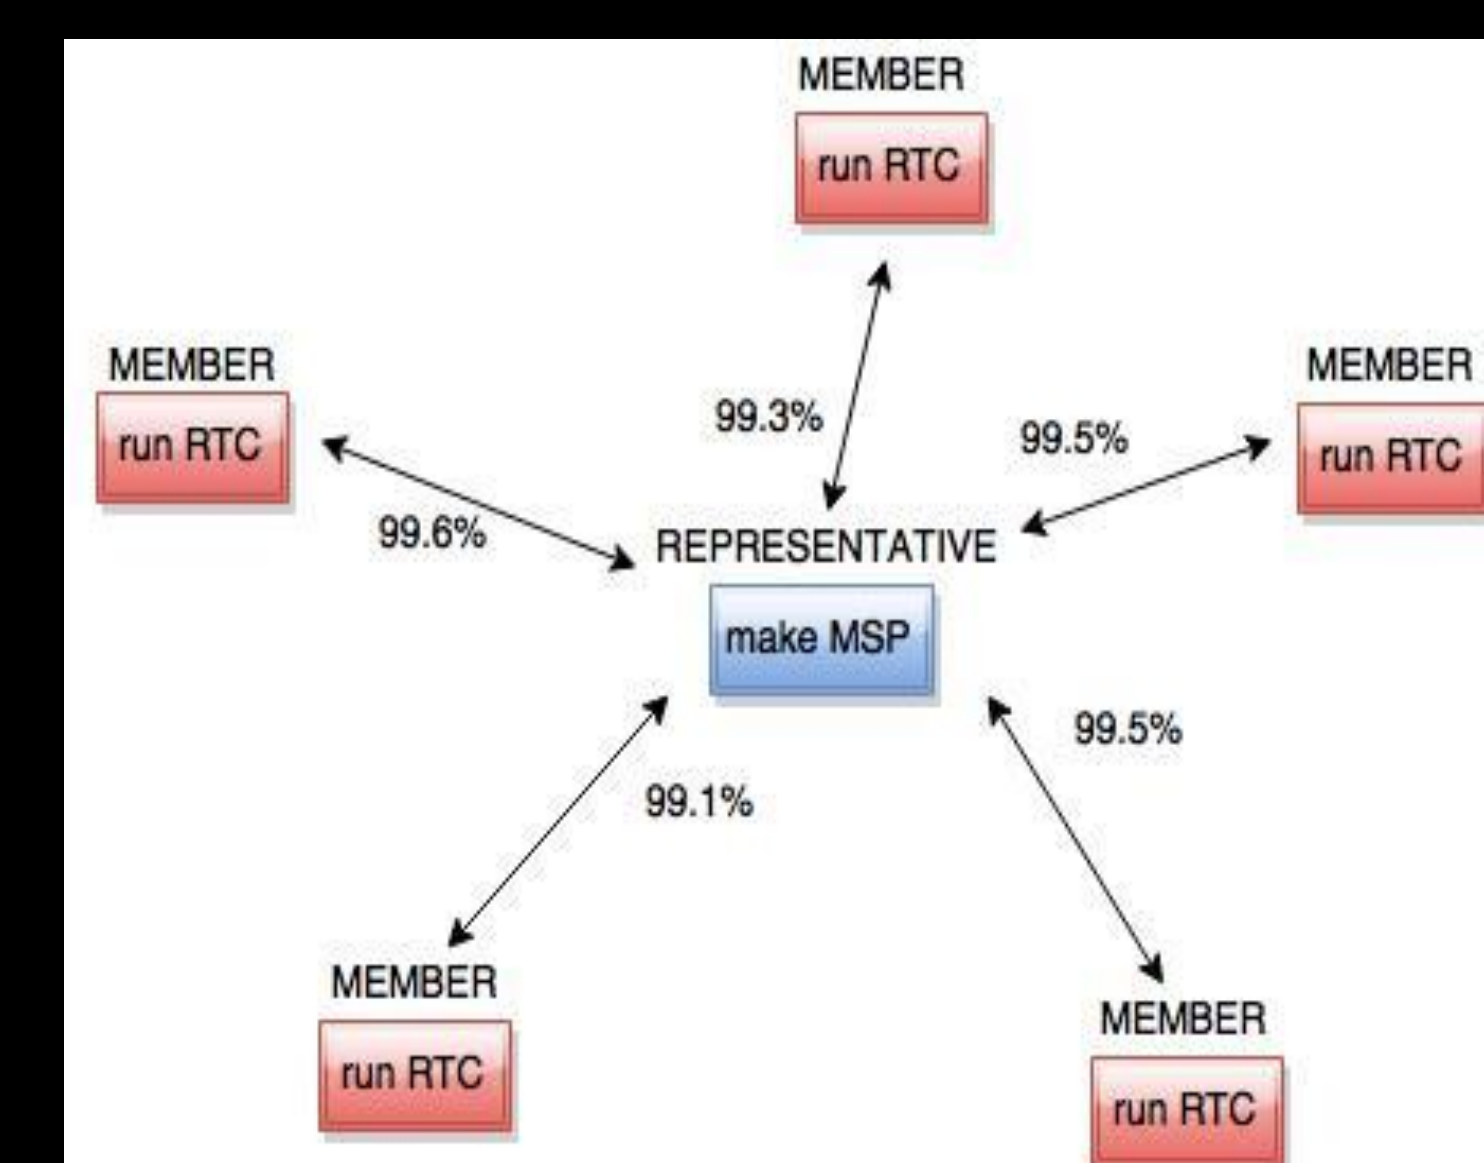 MEMBER
run RTC
MEMBER
run RTC
MEMBER
run RTC
99.3%
99.5%
99.6%
REPRESENTATIVE
make MSP
99.5%
99.1%
MEMBER
run RTC
MEMBER
run RTC